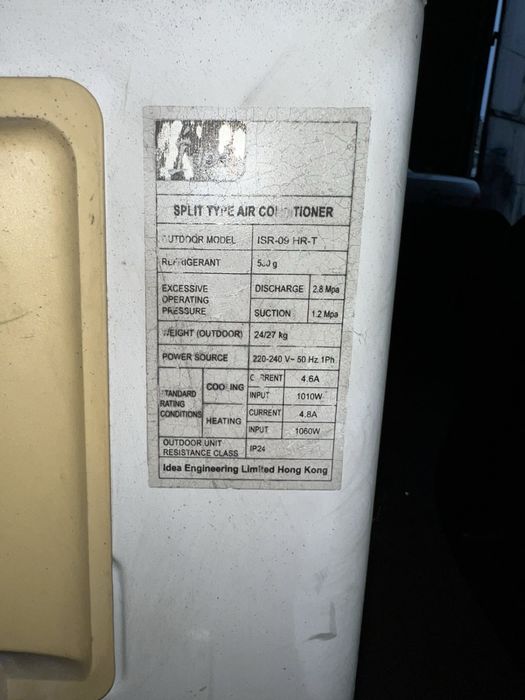 SPLIT TYPE AIR CONDITIONER
OUTDOOR MODEL ISR-09 HR-T
REFRIGERANT g
EXCESSIVE OPERATING PRESSURE DISCHARGE 2.8 Mpa
SUCTION 1.2 Mpa
WEIGHT (OUTDOOR) 24/27 kg
POWER SOURCE 220-240 V~ 50 Hz 1Ph
STANDARD RATING CONDITIONS COOLING CURRENT 4.6A
INPUT 1010W
HEATING CURRENT 4.8A
INPUT 1060W
OUTDOOR UNIT RESISTANCE CLASS IP24
Idea Engineering Limited Hong Kong